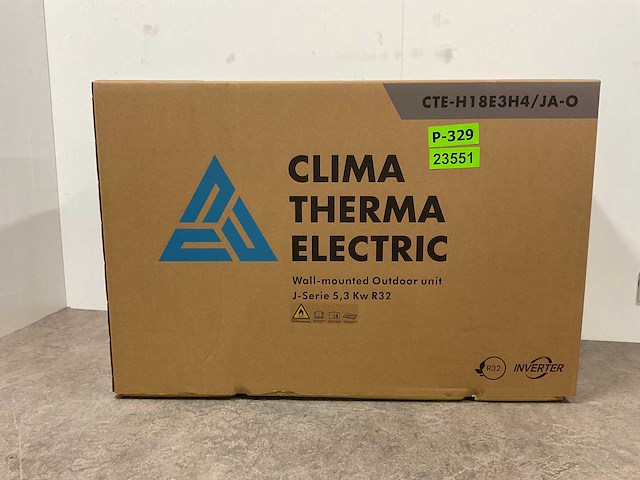 CTE-H18E3H4/JA-O
P-329
23551
CLIMA
THERMA
ELECTRIC
Wall-mounted Outdoor unit
J-Serie 5,3 Kw R32
R32
INVERTER